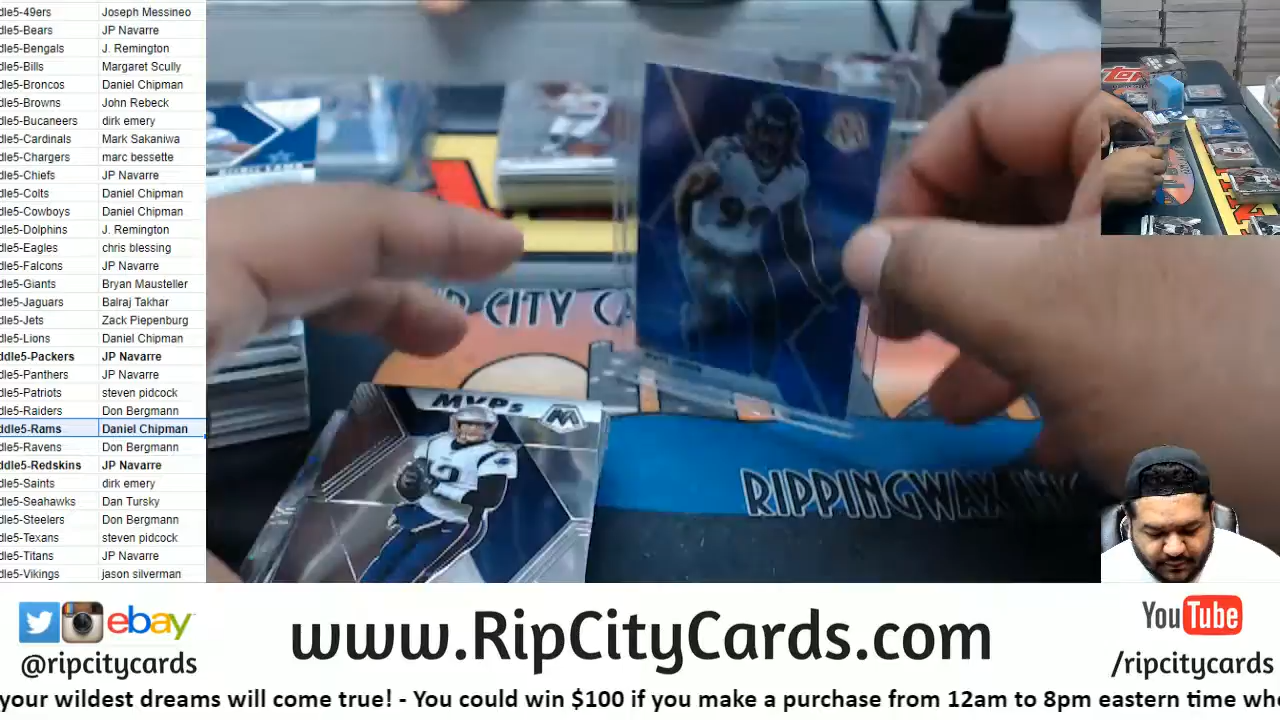 dle5-49ers Joseph Messineo
dle5-Bears JP Navarre
dle5-Bengals J. Remington
dle5-Bills Margaret Scully
dle5-Broncos Daniel Chipman
dle5-Browns John Rebeck
dle5-Bucaneers dirk emery
dle5-Cardinals Mark Sakaniwa
dle5-Chargers marc bessette
dle5-Chiefs JP Navarre
dle5-Colts Daniel Chipman
dle5-Cowboys Daniel Chipman
dle5-Dolphins J. Remington
dle5-Eagles chris blessing
dle5-Falcons JP Navarre
dle5-Giants Bryan Mausteller
dle5-Jaguars Balraj Takhar
dle5-Jets Zack Piepenburg
dle5-Lions Daniel Chipman
ddle5-Packers JP Navarre
dle5-Panthers JP Navarre
dle5-Patriots steven pidcock
dle5-Raiders Don Bergmann
ddle5-Rams Daniel Chipman
dle5-Ravens Don Bergmann
ddle5-Redskins JP Navarre
dle5-Saints dirk emery
dle5-Seahawks Dan Tursky
dle5-Steelers Don Bergmann
dle5-Texans steven pidcock
dle5-Titans JP Navarre
dle5-Vikings jason silverman
P-CITY CA
MVPs
12
RIPPINGWAX INK
ebay
@ripcitycards
www.RipCityCards.com
YouTube
/ripcitycards
your wildest dreams will come true! - You could win $100 if you make a purchase from 12am to 8pm eastern time whe